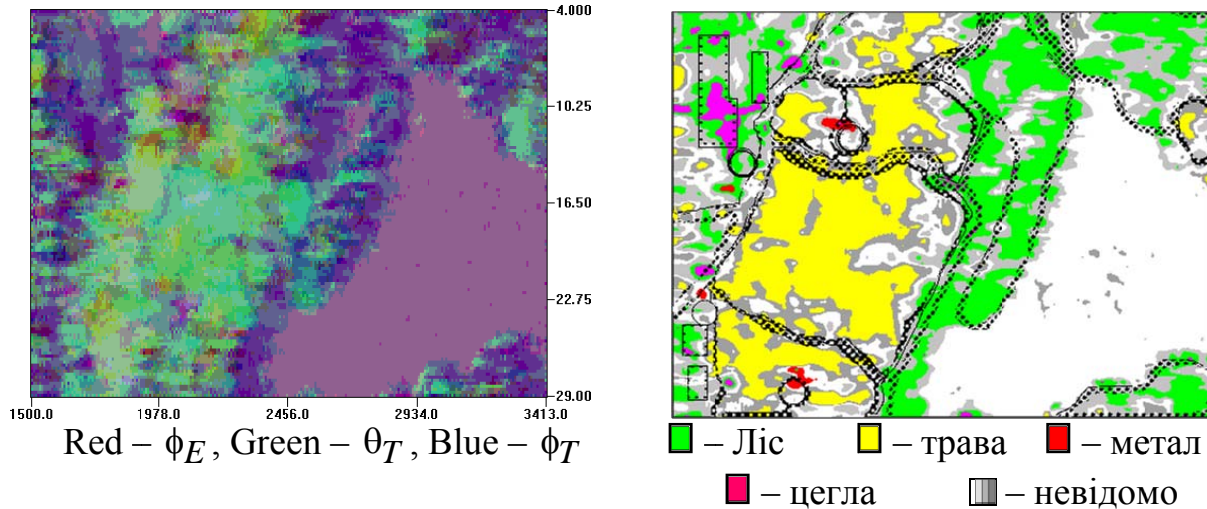 4.000
10.25
16.50
22.75
29.00
1500.0 1978.0 2456.0 2934.0 3413.0
Red – ϕE, Green – θT, Blue – ϕT
– Ліс – трава – метал
– цегла – невідомо